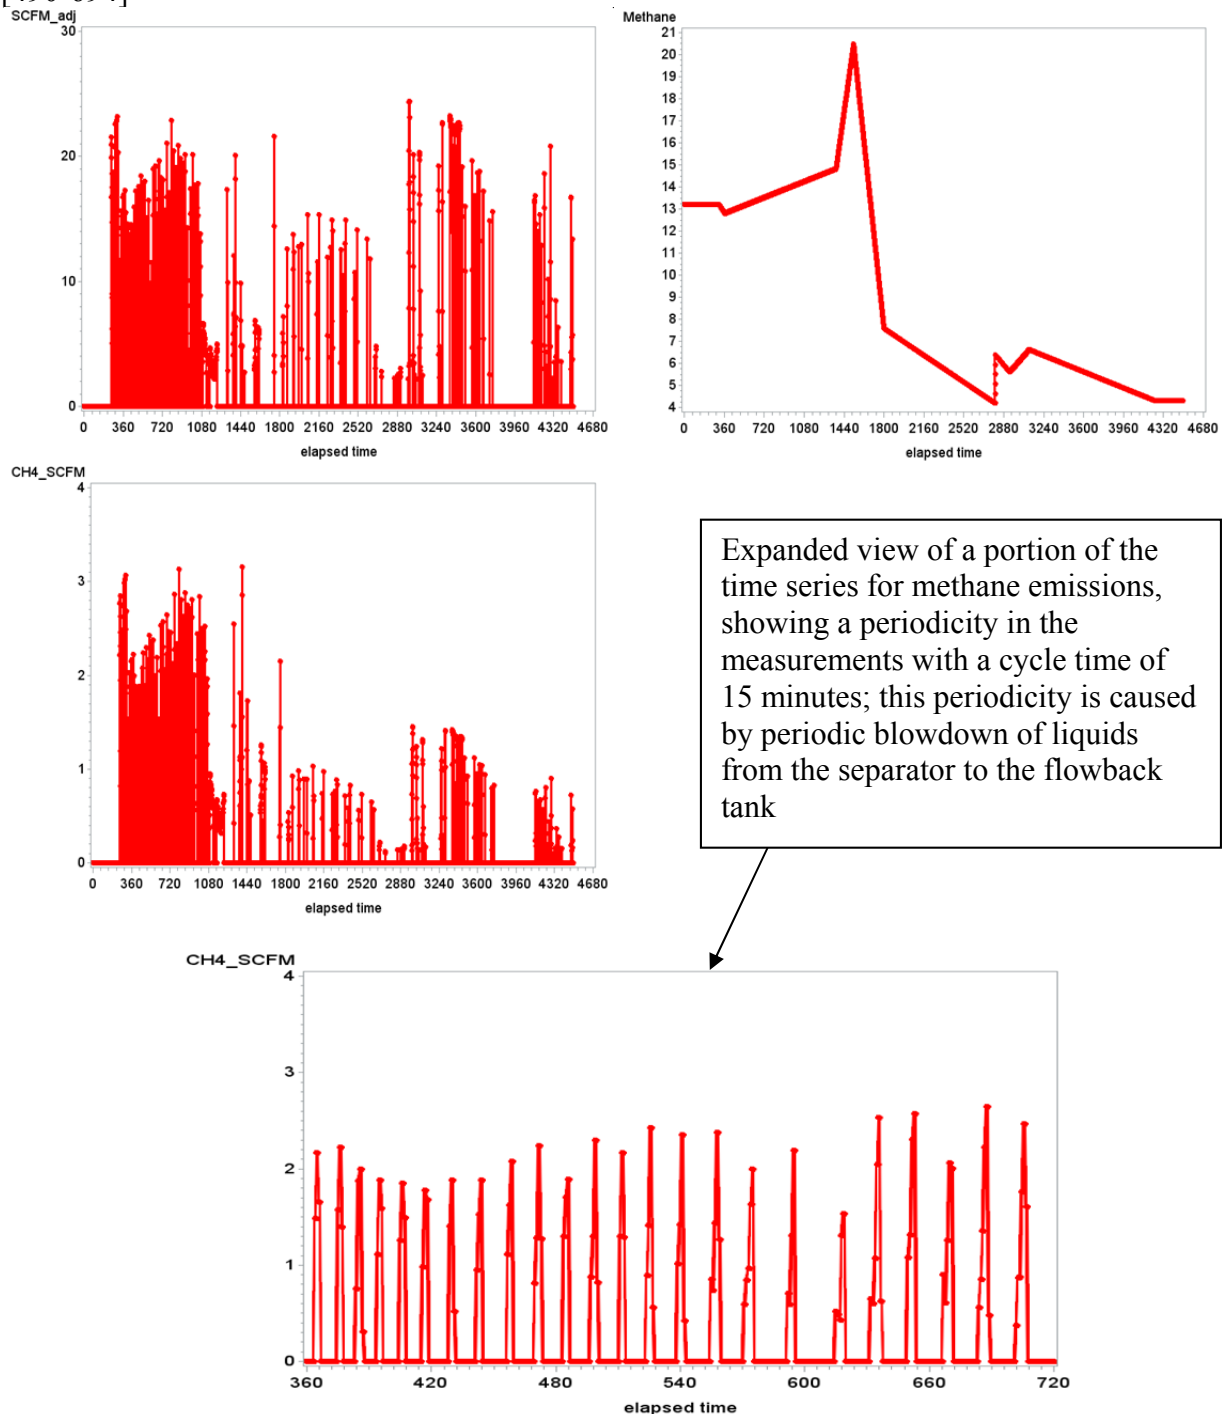 SCFM_adj
30
20
10
0
0 360 720 1080 1440 1800 2160 2520 2880 3240 3600 3960 4320 4680
elapsed time
Methane
21
20
19
18
17
16
15
14
13
12
11
10
9
8
7
6
5
4
0 360 720 1080 1440 1800 2160 2520 2880 3240 3600 3960 4320 4680
elapsed time
CH4_SCFM
4
3
2
1
0
0 360 720 1080 1440 1800 2160 2520 2880 3240 3600 3960 4320 4680
elapsed time
Expanded view of a portion of the
time series for methane emissions,
showing a periodicity in the
measurements with a cycle time of
15 minutes; this periodicity is caused
by periodic blowdown of liquids
from the separator to the flowback
tank
CH4_SCFM
4
3
2
1
0
360 420 480 540 600 660 720
elapsed time